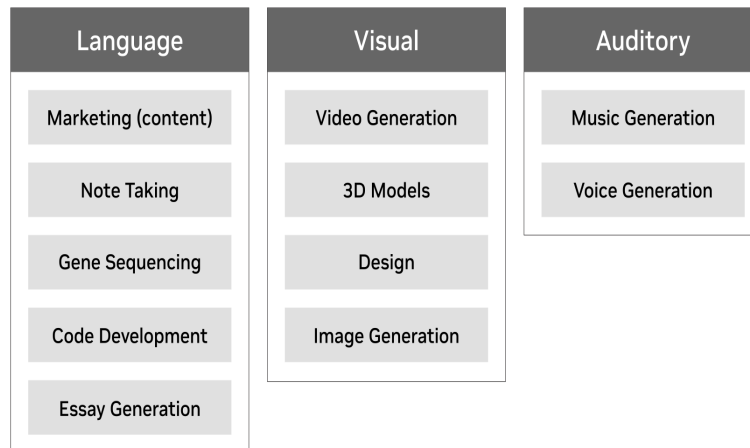 Language
Marketing (content)
Note Taking
Gene Sequencing
Code Development
Essay Generation
Visual
Video Generation
3D Models
Design
Image Generation
Auditory
Music Generation
Voice Generation